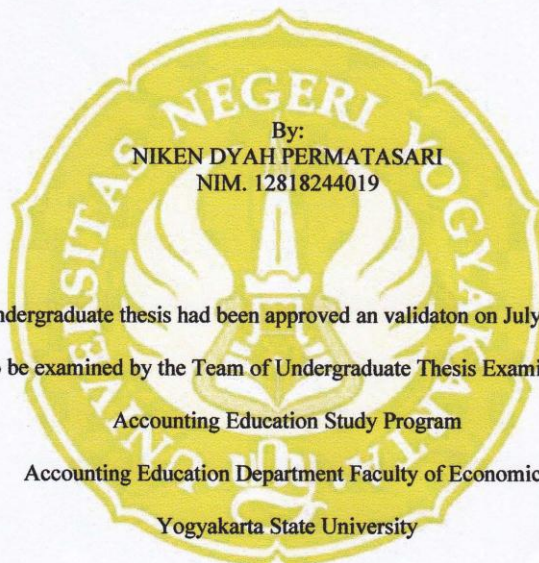 UNIVERSITAS NEGERI YOGYAKARTA
By:
NIKEN DYAH PERMATASARI
NIM. 12818244019
ndergraduate thesis had been approved an validaton on July
be examined by the Team of Undergraduate Thesis Exami
Accounting Education Study Program
Accounting Education Department Faculty of Economic
Yogyakarta State University